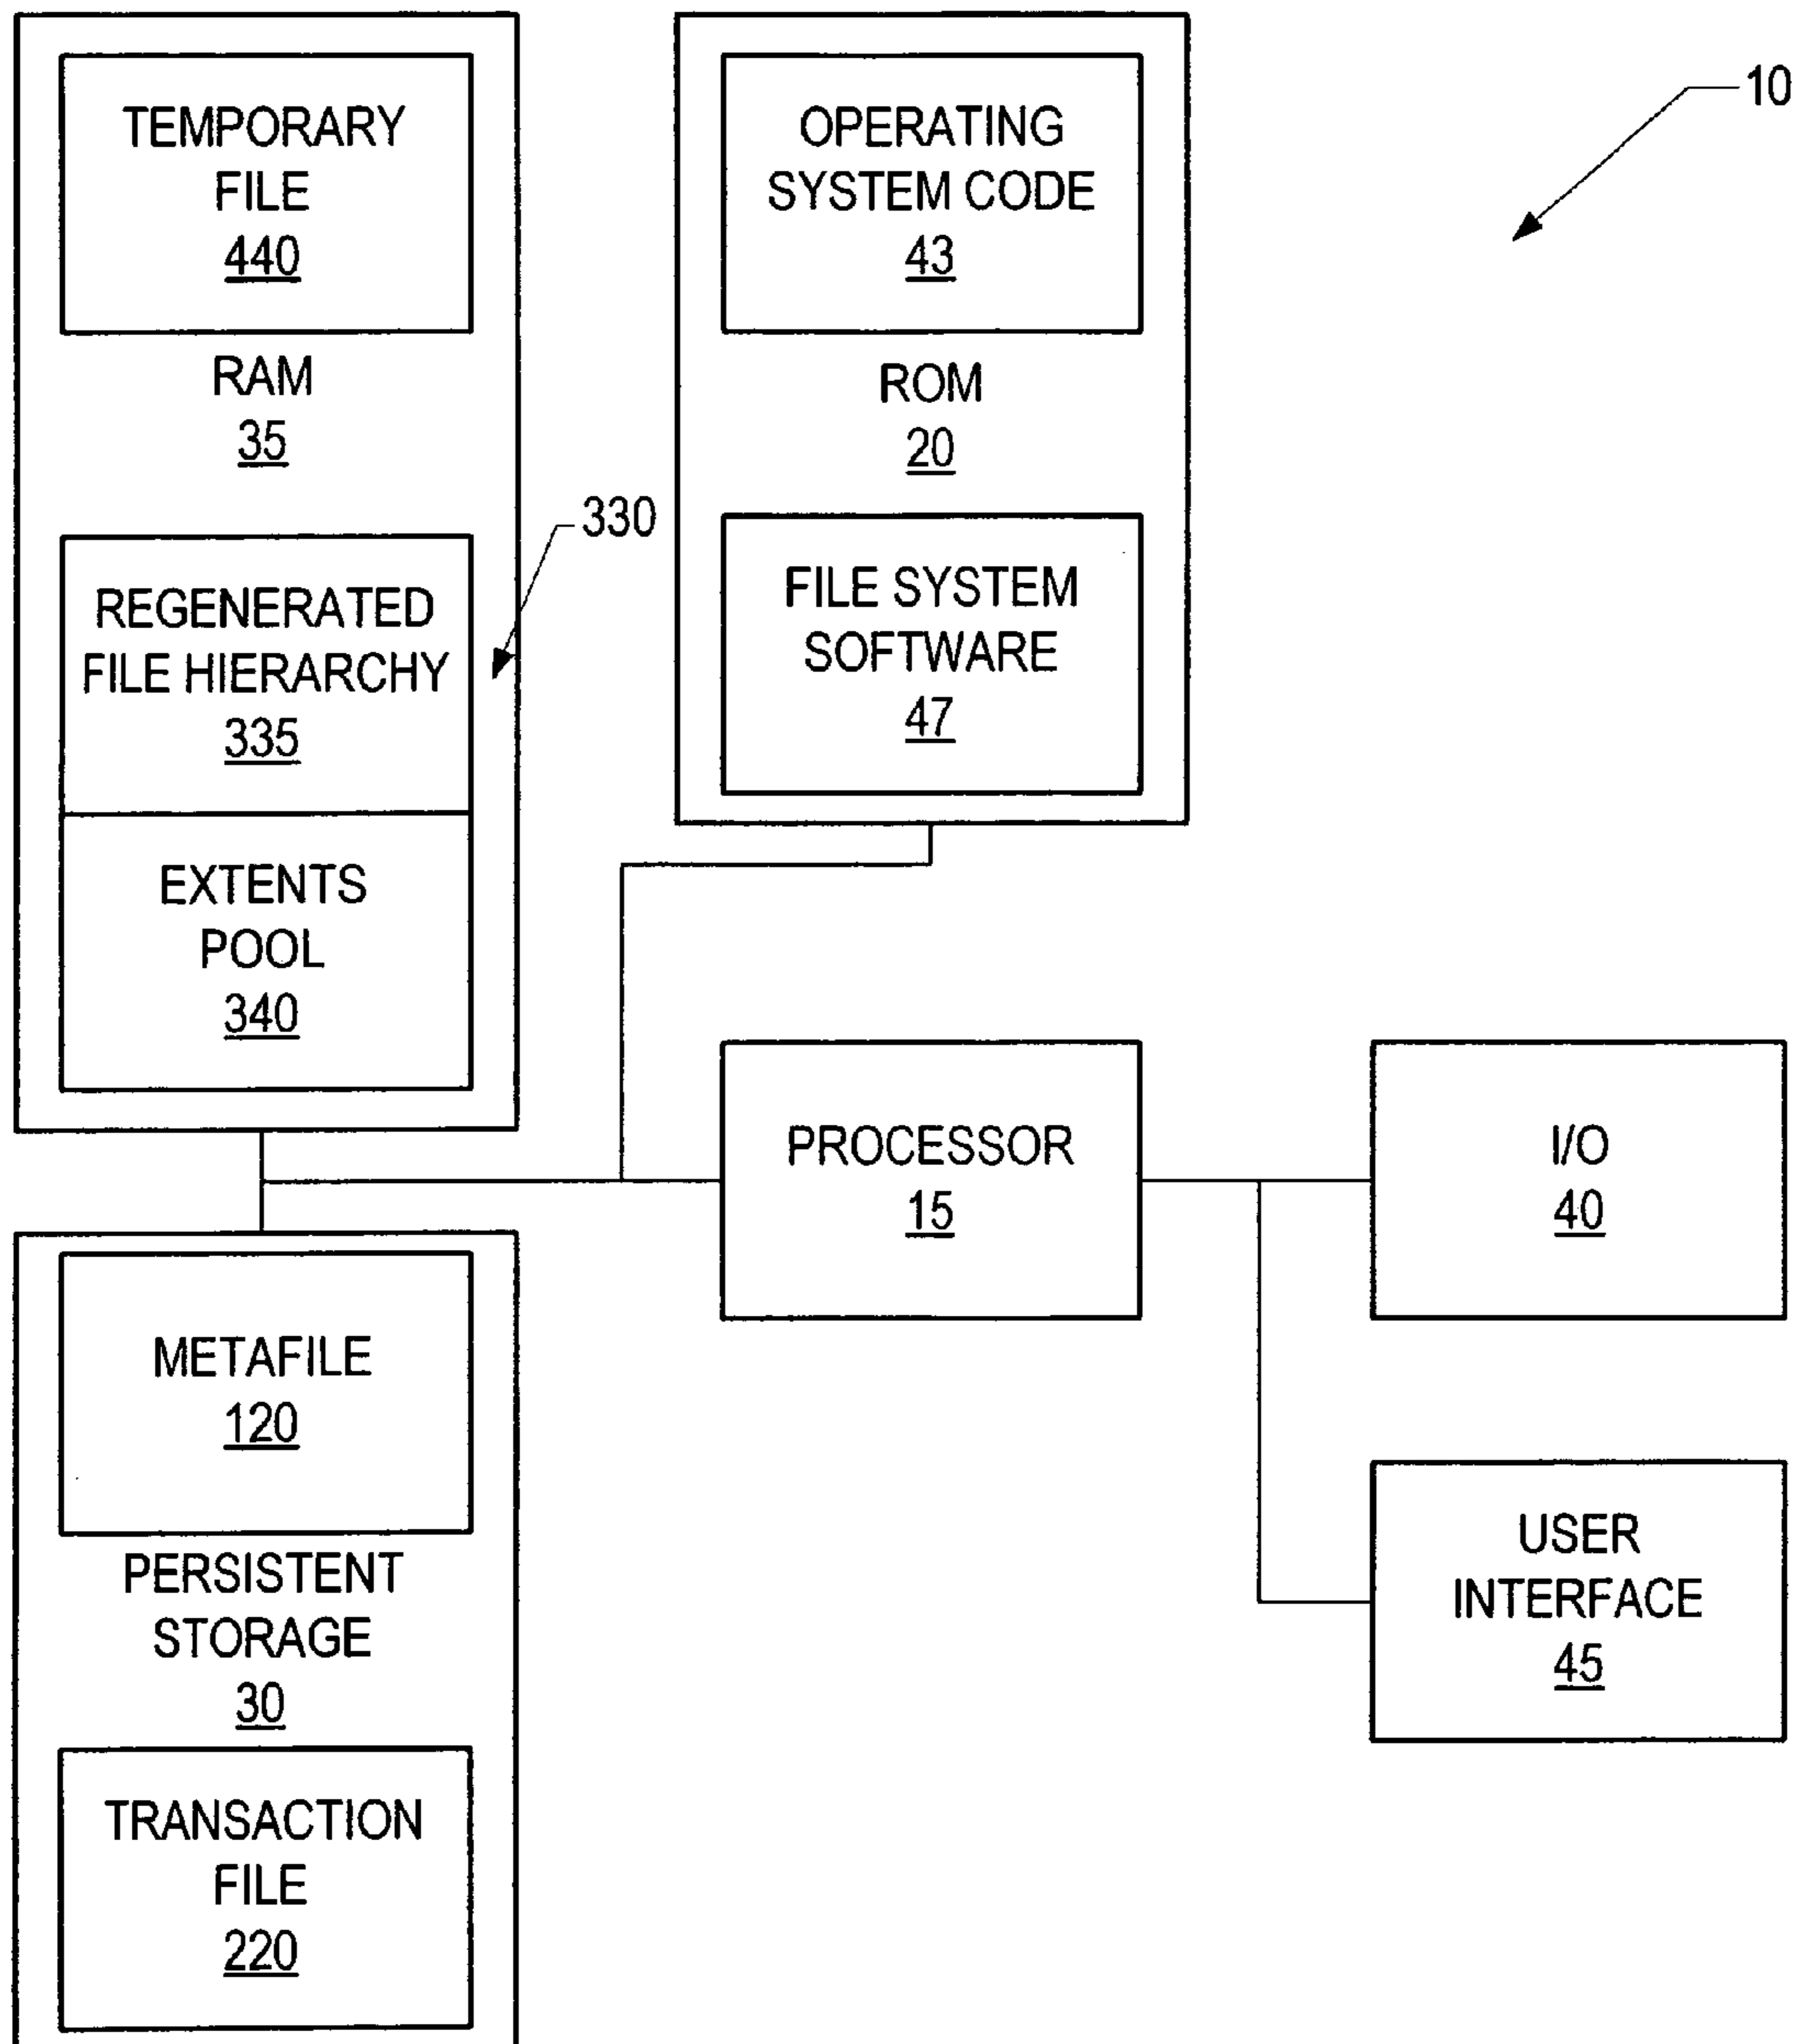 TEMPORARY
FILE
440
RAM
35
330
REGENERATED
FILE HIERARCHY
335
EXTENTS
POOL
340
OPERATING
SYSTEM CODE
43
ROM
20
FILE SYSTEM
SOFTWARE
47
10
PROCESSOR
15
I/O
40
USER
INTERFACE
45
METAFILE
120
PERSISTENT
STORAGE
30
TRANSACTION
FILE
220